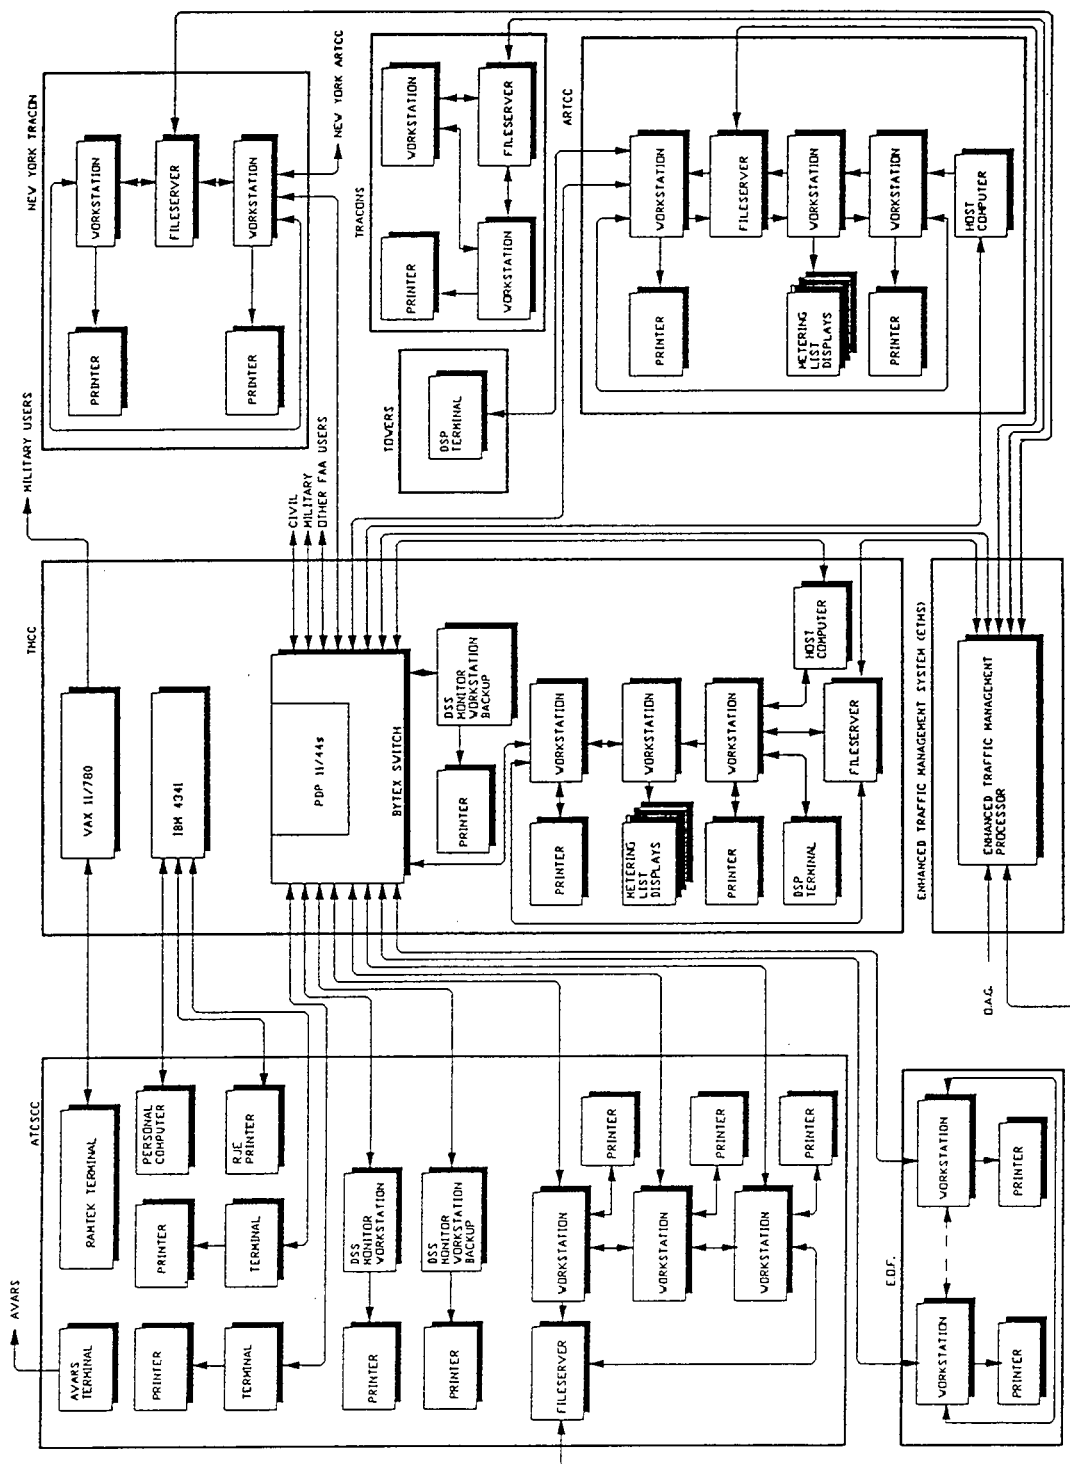 AVARS
ATCSCC
AVARS
TERMINAL
RAMTEK TERMINAL
PRINTER
PRINTER
PERSONAL
COMPUTER
TERMINAL
TERMINAL
RJE
PRINTER
PRINTER
DSS
MONITOR
WORKSTATION
PRINTER
DSS
MONITOR
WORKSTATION
BACKUP
FILESERVER
WORKSTATION
PRINTER
WORKSTATION
PRINTER
WORKSTATION
PRINTER
E.O.F.
WORKSTATION
WORKSTATION
PRINTER
PRINTER
MILITARY USERS
TMCC
VAX 11/780
IBM 4341
CIVIL
MILITARY
OTHER FAA USERS
PDP 11/44s
BYTEX SWITCH
PRINTER
DSS
MONITOR
WORKSTATION
BACKUP
PRINTER
WORKSTATION
METERING
LIST
DISPLAYS
WORKSTATION
PRINTER
WORKSTATION
DSP
TERMINAL
HOST
COMPUTER
FILESERVER
ENHANCED TRAFFIC MANAGEMENT SYSTEM (ETMS)
ENHANCED TRAFFIC MANAGEMENT
PROCESSOR
O.A.G.
NEW YORK TRACON
PRINTER
WORKSTATION
FILESERVER
PRINTER
WORKSTATION
NEW YORK ARTCC
TRACONS
WORKSTATION
PRINTER
WORKSTATION
FILESERVER
TOWERS
DSP
TERMINAL
ARTCC
PRINTER
WORKSTATION
FILESERVER
METERING
LIST
DISPLAYS
WORKSTATION
PRINTER
WORKSTATION
HOST
COMPUTER